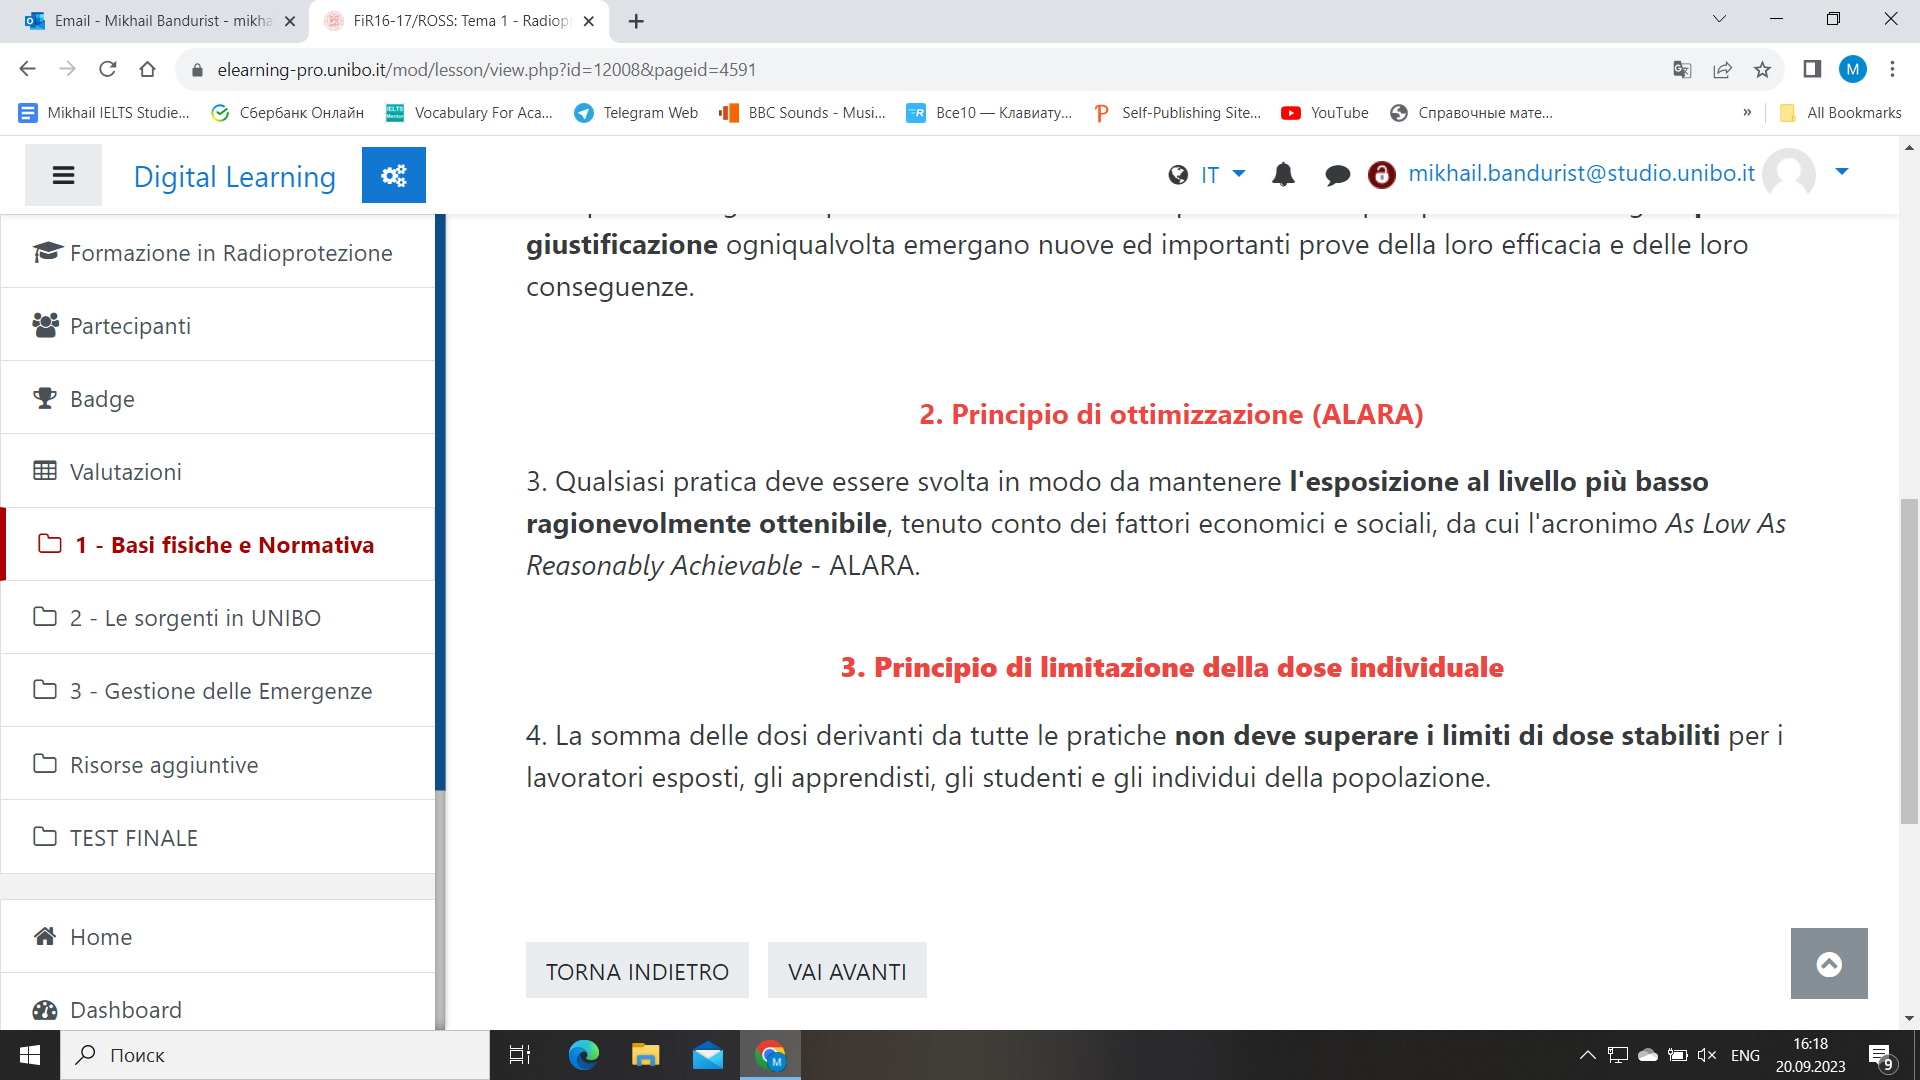 Email - Mikhail Bandurist - mikha
FiR16-17/ROSS: Tema 1 - Radiop
elearning-pro.unibo.it/mod/lesson/view.php?id=12008&pageid=4591
M
Mikhail IELTS Studie...
Сбербанк Онлайн
Vocabulary For Aca...
Telegram Web
BBC Sounds - Musi...
Все10 — Клавиату...
Self-Publishing Site...
YouTube
Справочные мате...
»
All Bookmarks
Digital Learning
IT
mikhail.bandurist@studio.unibo.it
Formazione in Radioprotezione
Partecipanti
Badge
Valutazioni
1 - Basi fisiche e Normativa
2 - Le sorgenti in UNIBO
3 - Gestione delle Emergenze
Risorse aggiuntive
TEST FINALE
Home
Dashboard
giustificazione ogniqualvolta emergano nuove ed importanti prove della loro efficacia e delle loro
conseguenze.
2. Principio di ottimizzazione (ALARA)
3. Qualsiasi pratica deve essere svolta in modo da mantenere l'esposizione al livello più basso
ragionevolmente ottenibile, tenuto conto dei fattori economici e sociali, da cui l'acronimo As Low As
Reasonably Achievable - ALARA.
3. Principio di limitazione della dose individuale
4. La somma delle dosi derivanti da tutte le pratiche non deve superare i limiti di dose stabiliti per i
lavoratori esposti, gli apprendisti, gli studenti e gli individui della popolazione.
TORNA INDIETRO
VAI AVANTI
Поиск
M
ENG
16:18
20.09.2023
9